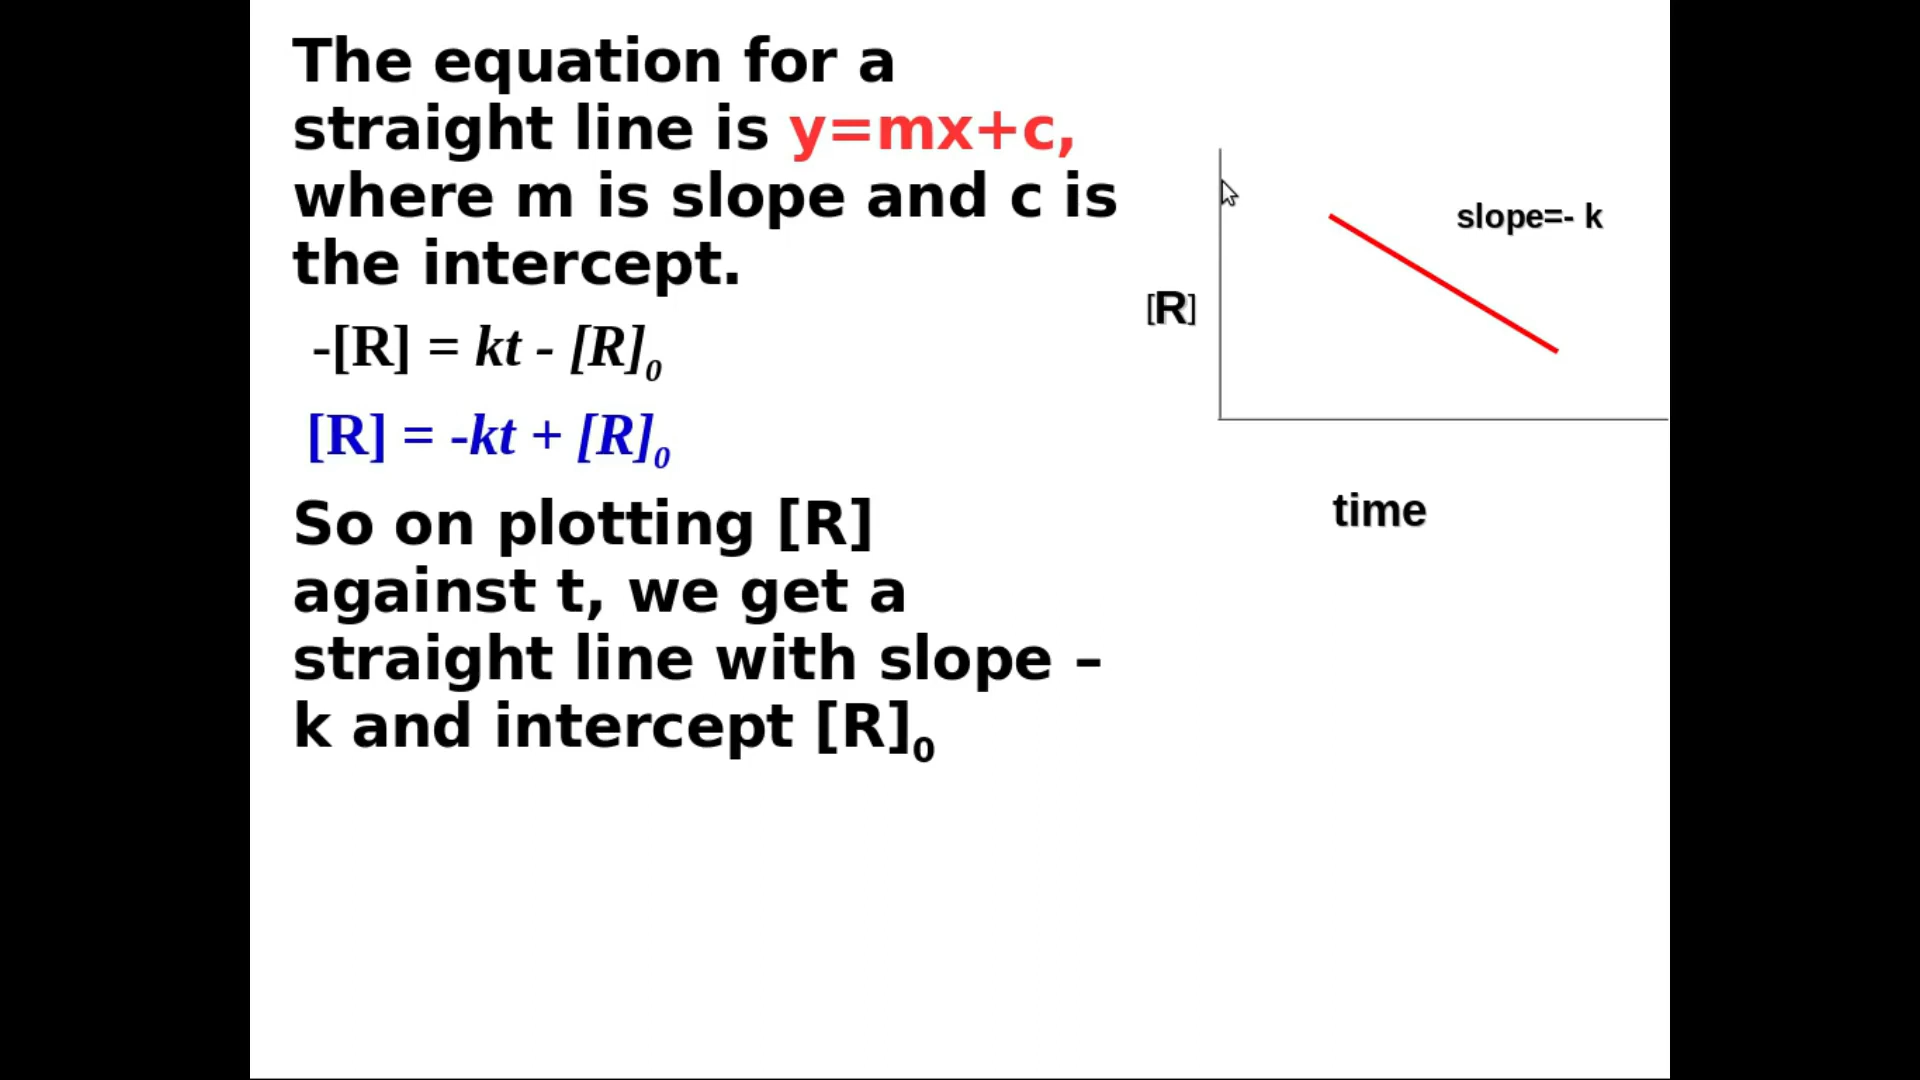 The equation for a
straight line is y=mx+c,
where m is slope and c is
the intercept.
-[R] = kt - [R]₀
[R] = -kt + [R]₀
So on plotting [R]
against t, we get a
straight line with slope –
k and intercept [R]₀
slope=- k
[R]
time